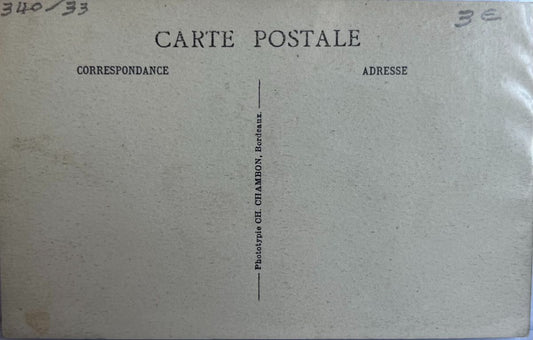 340/33
3€
CARTE POSTALE
CORRESPONDANCE
ADRESSE
Phototypie CH. CHAMBON, Bordeaux.